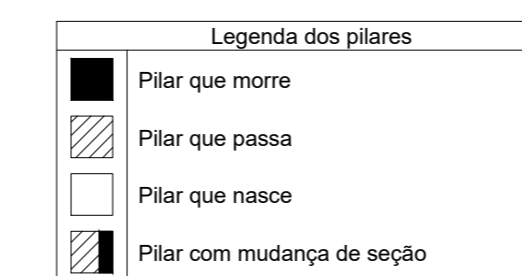 Legenda dos pilares
Pilar que morre
Pilar que passa
Pilar que nasce
Pilar com mudança de seção